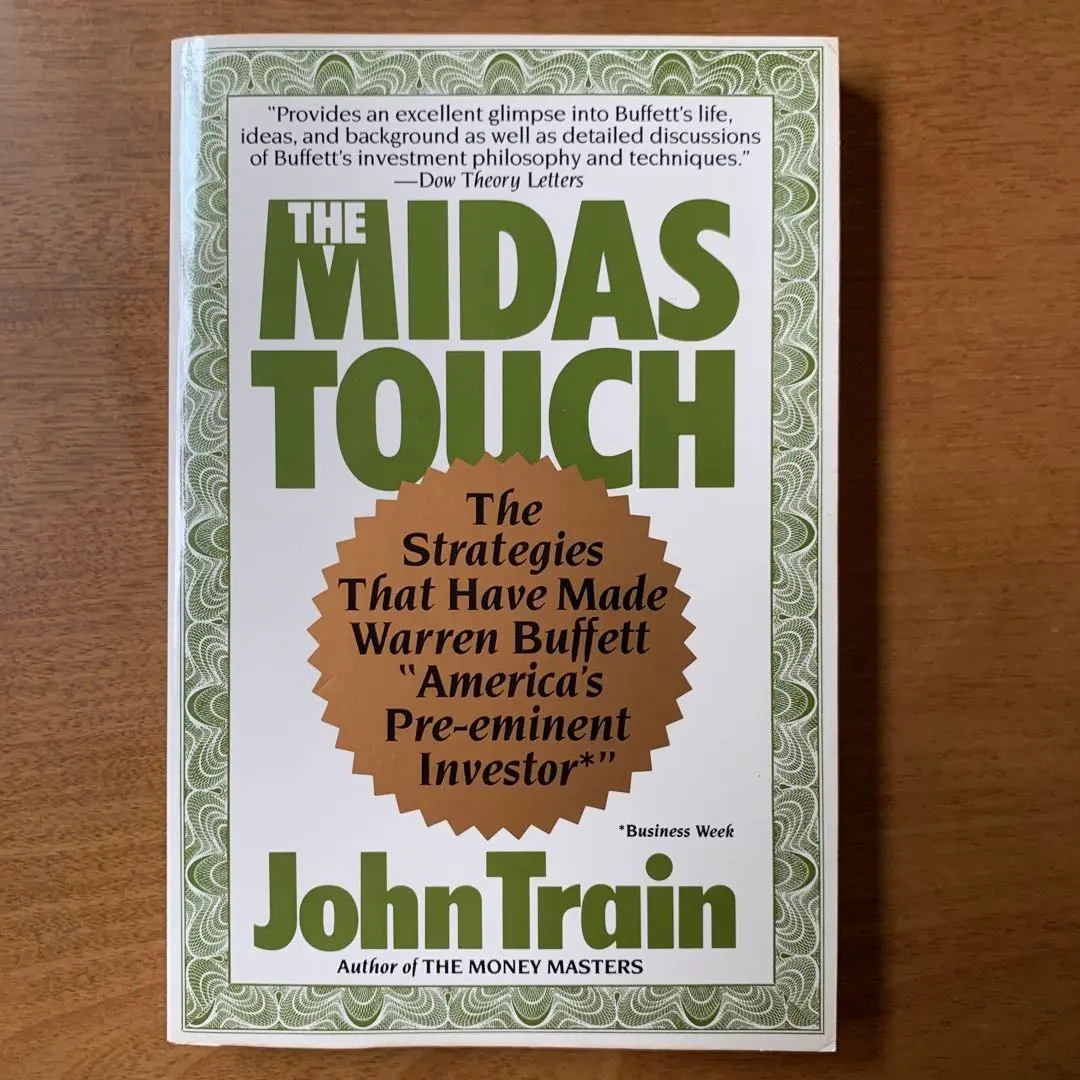 "Provides an excellent glimpse into Buffett's life,
ideas, and background as well as detailed discussions
of Buffett's investment philosophy and techniques."
—Dow Theory Letters
THE
MIDAS
TOUCH
The
Strategies
That Have Made
Warren Buffett
"America's
Pre-eminent
Investor*"
*Business Week
John Train
Author of THE MONEY MASTERS